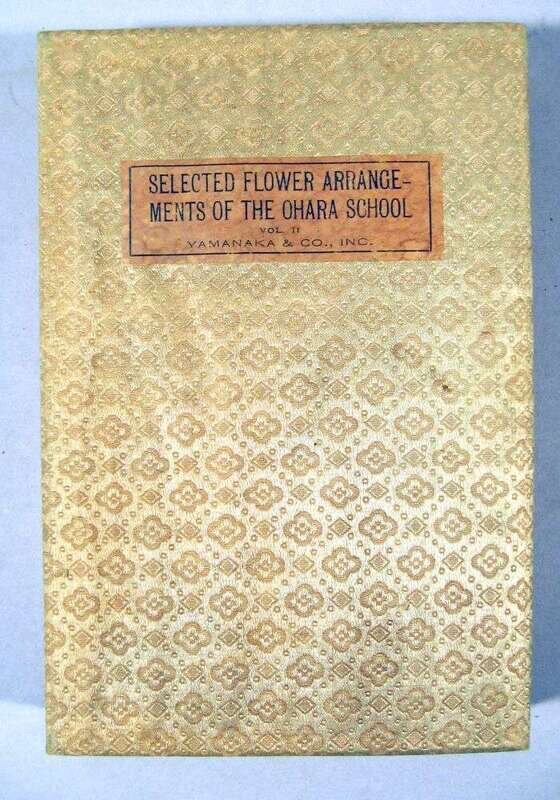 SELECTED FLOWER ARRANGE-
MENTS OF THE OHARA SCHOOL
VOL. II
YAMANAKA & CO., INC.